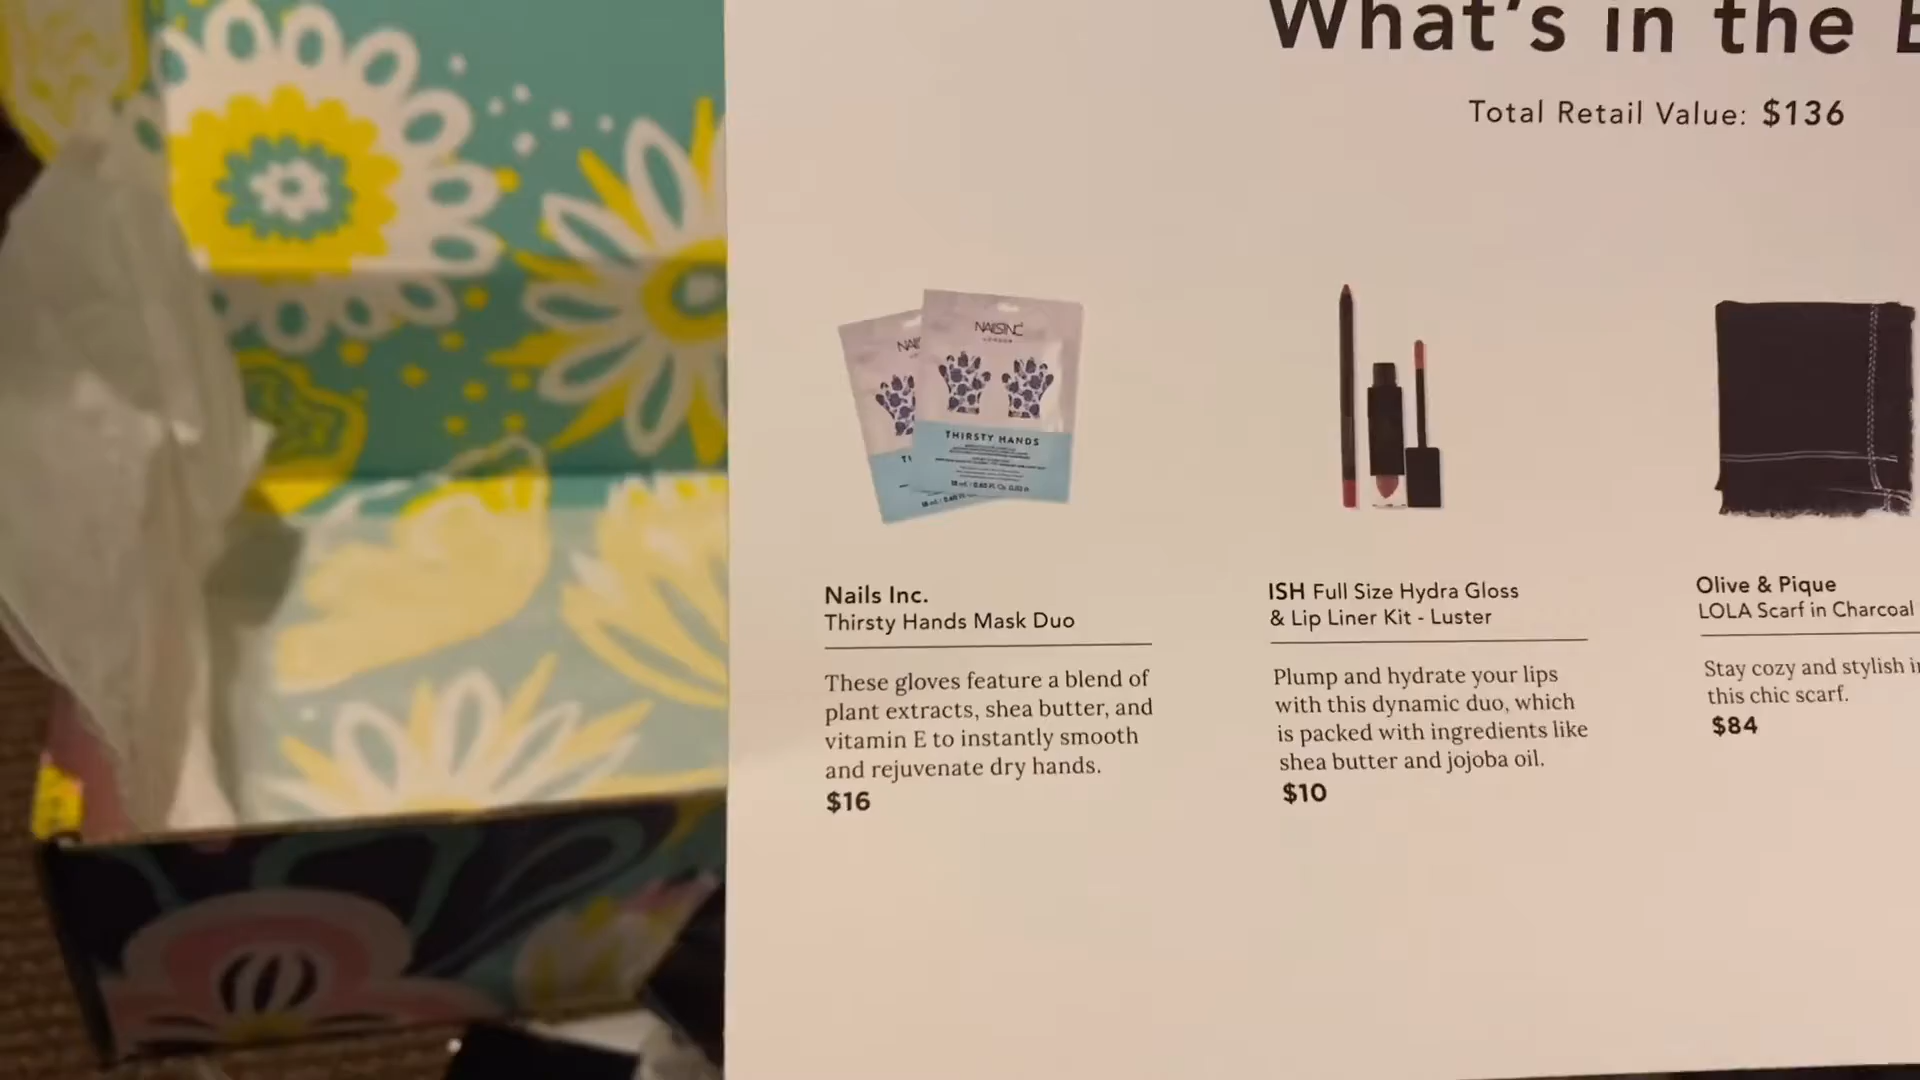 What's in the
Total Retail Value: $136
NAILSINC
LONDON
THIRSTY HANDS
Nails Inc.
Thirsty Hands Mask Duo
These gloves feature a blend of
plant extracts, shea butter, and
vitamin E to instantly smooth
and rejuvenate dry hands.
$16
ISH Full Size Hydra Gloss
& Lip Liner Kit - Luster
Plump and hydrate your lips
with this dynamic duo, which
is packed with ingredients like
shea butter and jojoba oil.
$10
Olive & Pique
LOLA Scarf in Charcoal
Stay cozy and stylish in
this chic scarf.
$84